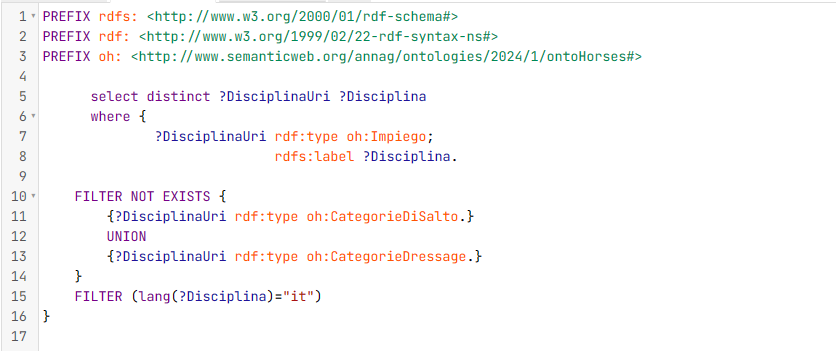 1 PREFIX rdfs: <http://www.w3.org/2000/01/rdf-schema#>
2 PREFIX rdf: <http://www.w3.org/1999/02/22-rdf-syntax-ns#>
3 PREFIX oh: <http://www.semanticweb.org/annag/ontologies/2024/1/ontoHorses#>
4
5 select distinct ?DisciplinaUri ?Disciplina
6 where {
7 ?DisciplinaUri rdf:type oh:Impiego;
8 rdfs:label ?Disciplina.
9
10 FILTER NOT EXISTS {
11 {?DisciplinaUri rdf:type oh:CategorieDiSalto.}
12 UNION
13 {?DisciplinaUri rdf:type oh:CategorieDressage.}
14 }
15 FILTER (lang(?Disciplina)="it")
16 }
17